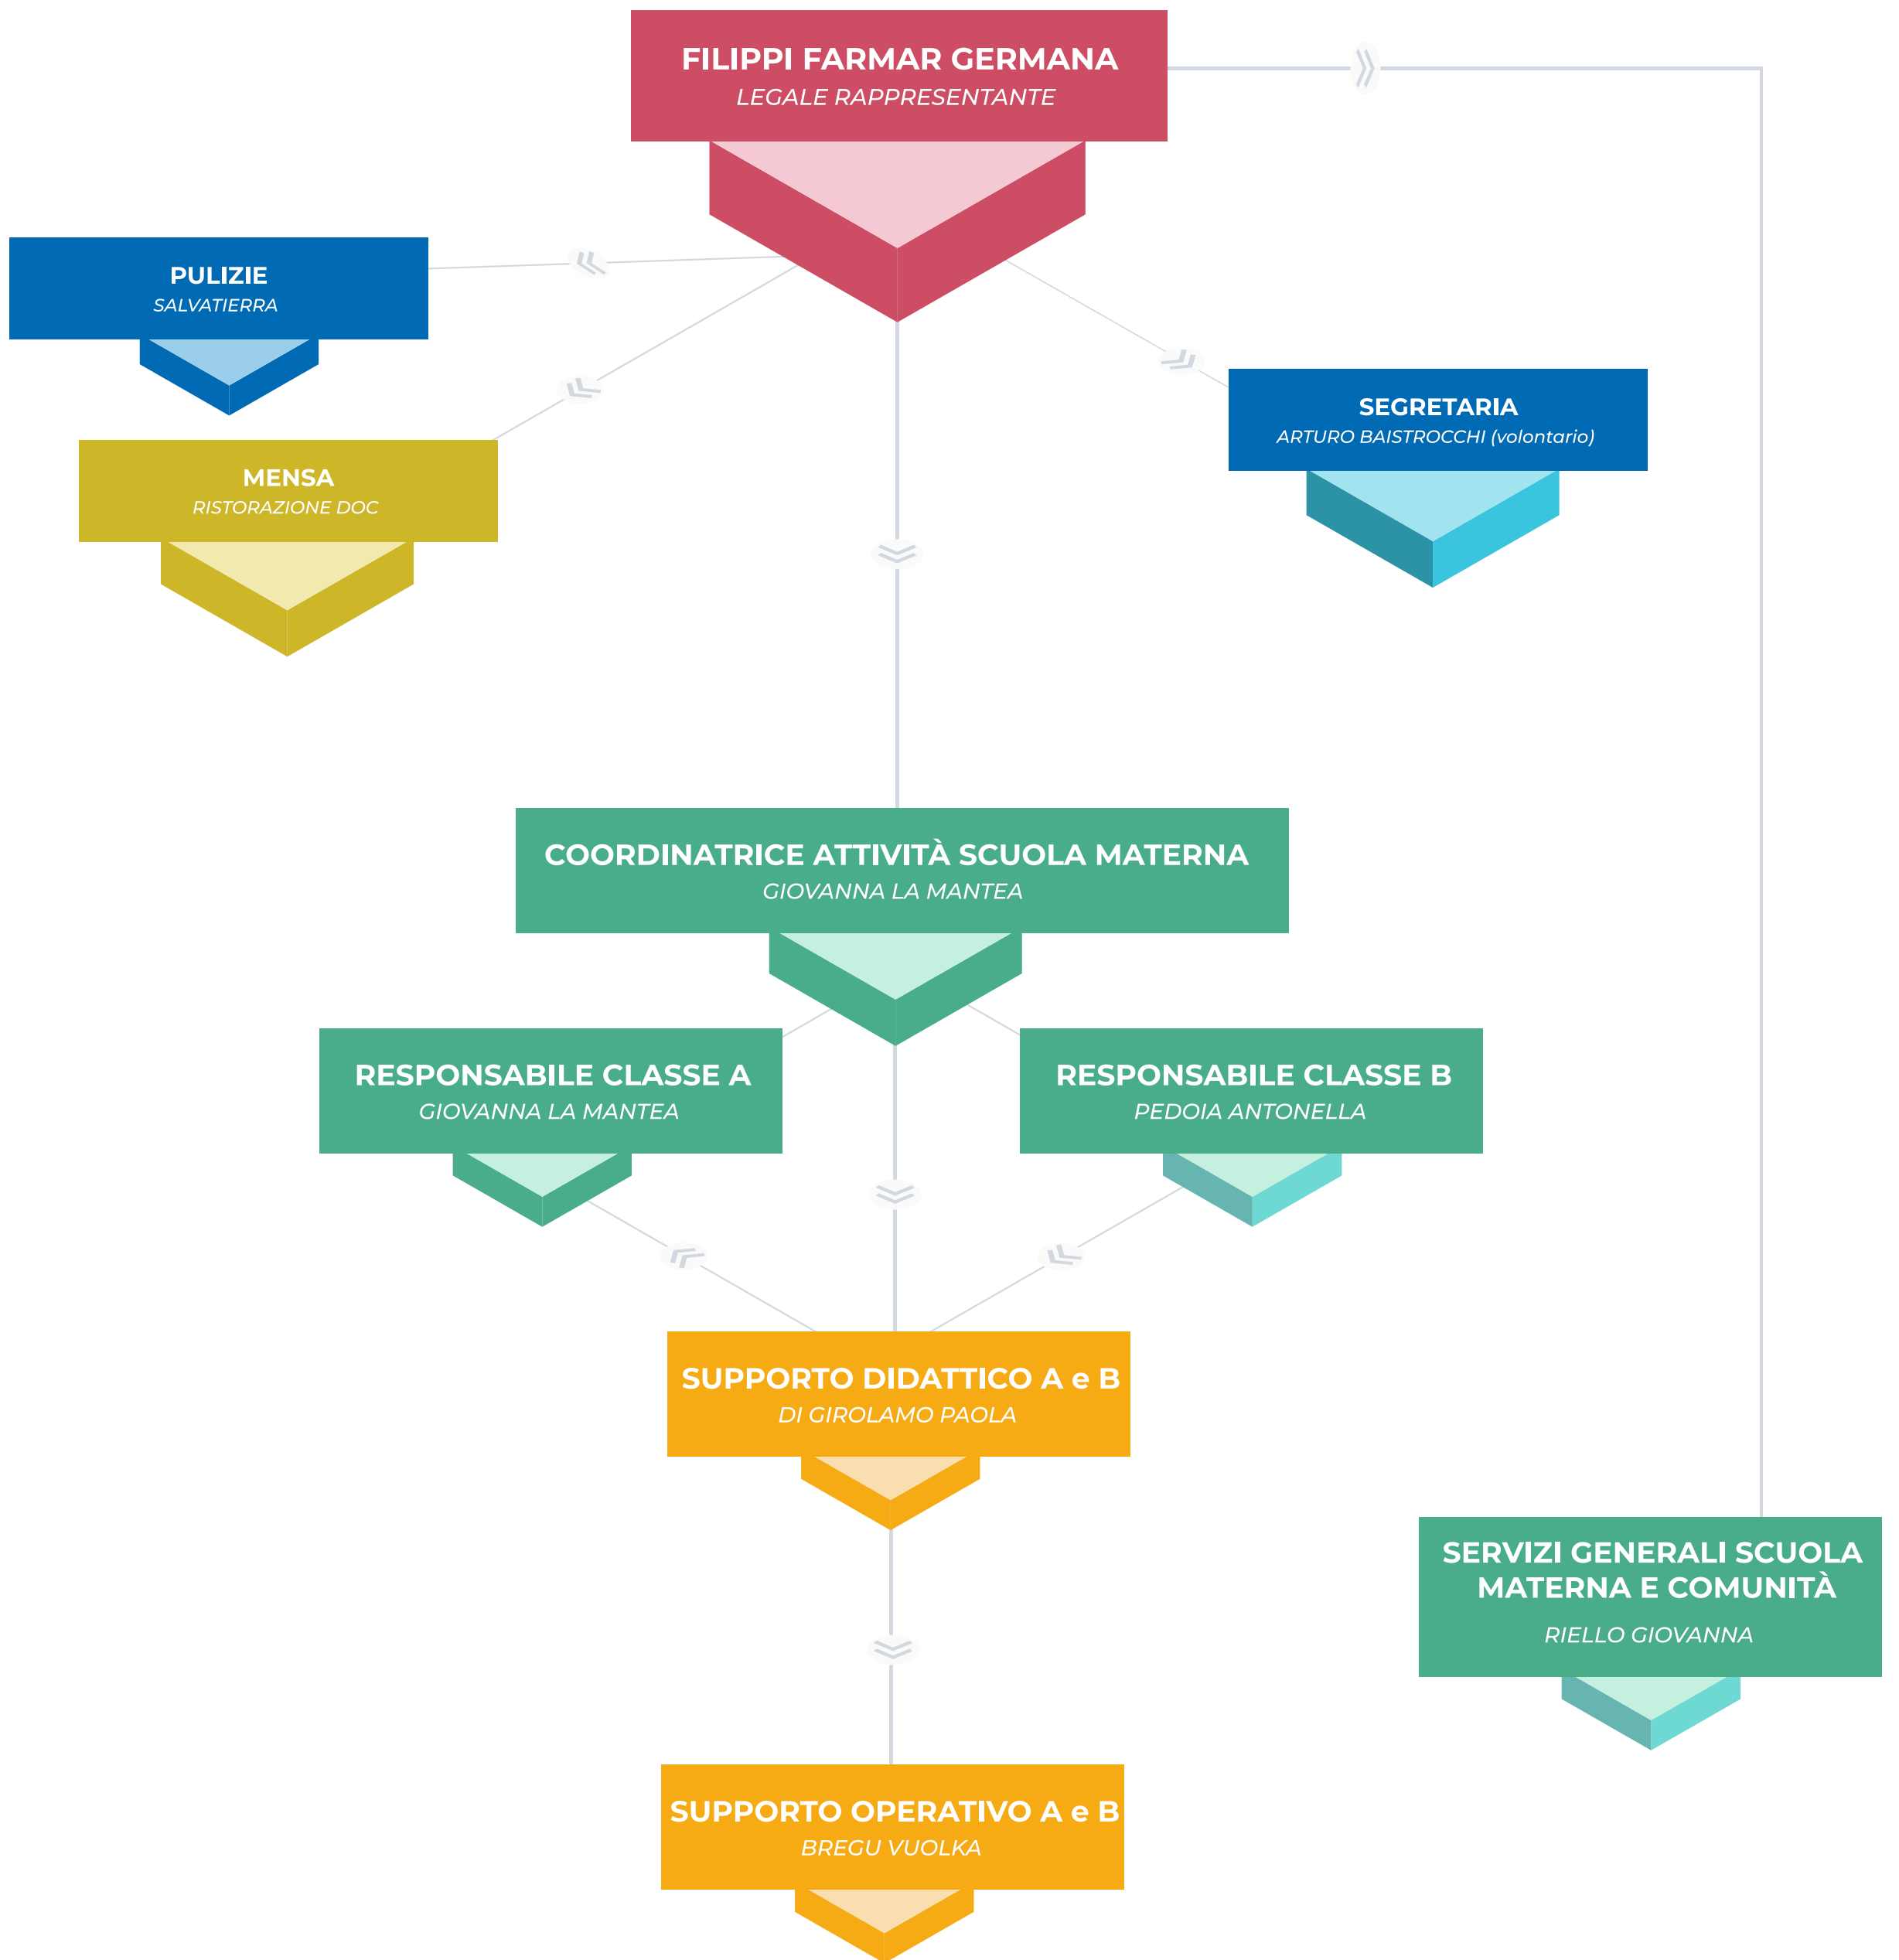 FILIPPI FARMAR GERMANA
LEGALE RAPPRESENTANTE
PULIZIE
SALVATIERRA
SEGRETARIA
ARTURO BAISTROCCHI (volontario)
MENSA
RISTORAZIONE DOC
COORDINATRICE ATTIVITÀ SCUOLA MATERNA
GIOVANNA LA MANTEA
RESPONSABILE CLASSE A
GIOVANNA LA MANTEA
RESPONSABILE CLASSE B
PEDOIA ANTONELLA
SUPPORTO DIDATTICO A e B
DI GIROLAMO PAOLA
SERVIZI GENERALI SCUOLA
MATERNA E COMUNITÀ
RIELLO GIOVANNA
SUPPORTO OPERATIVO A e B
BREGU VUOLKA